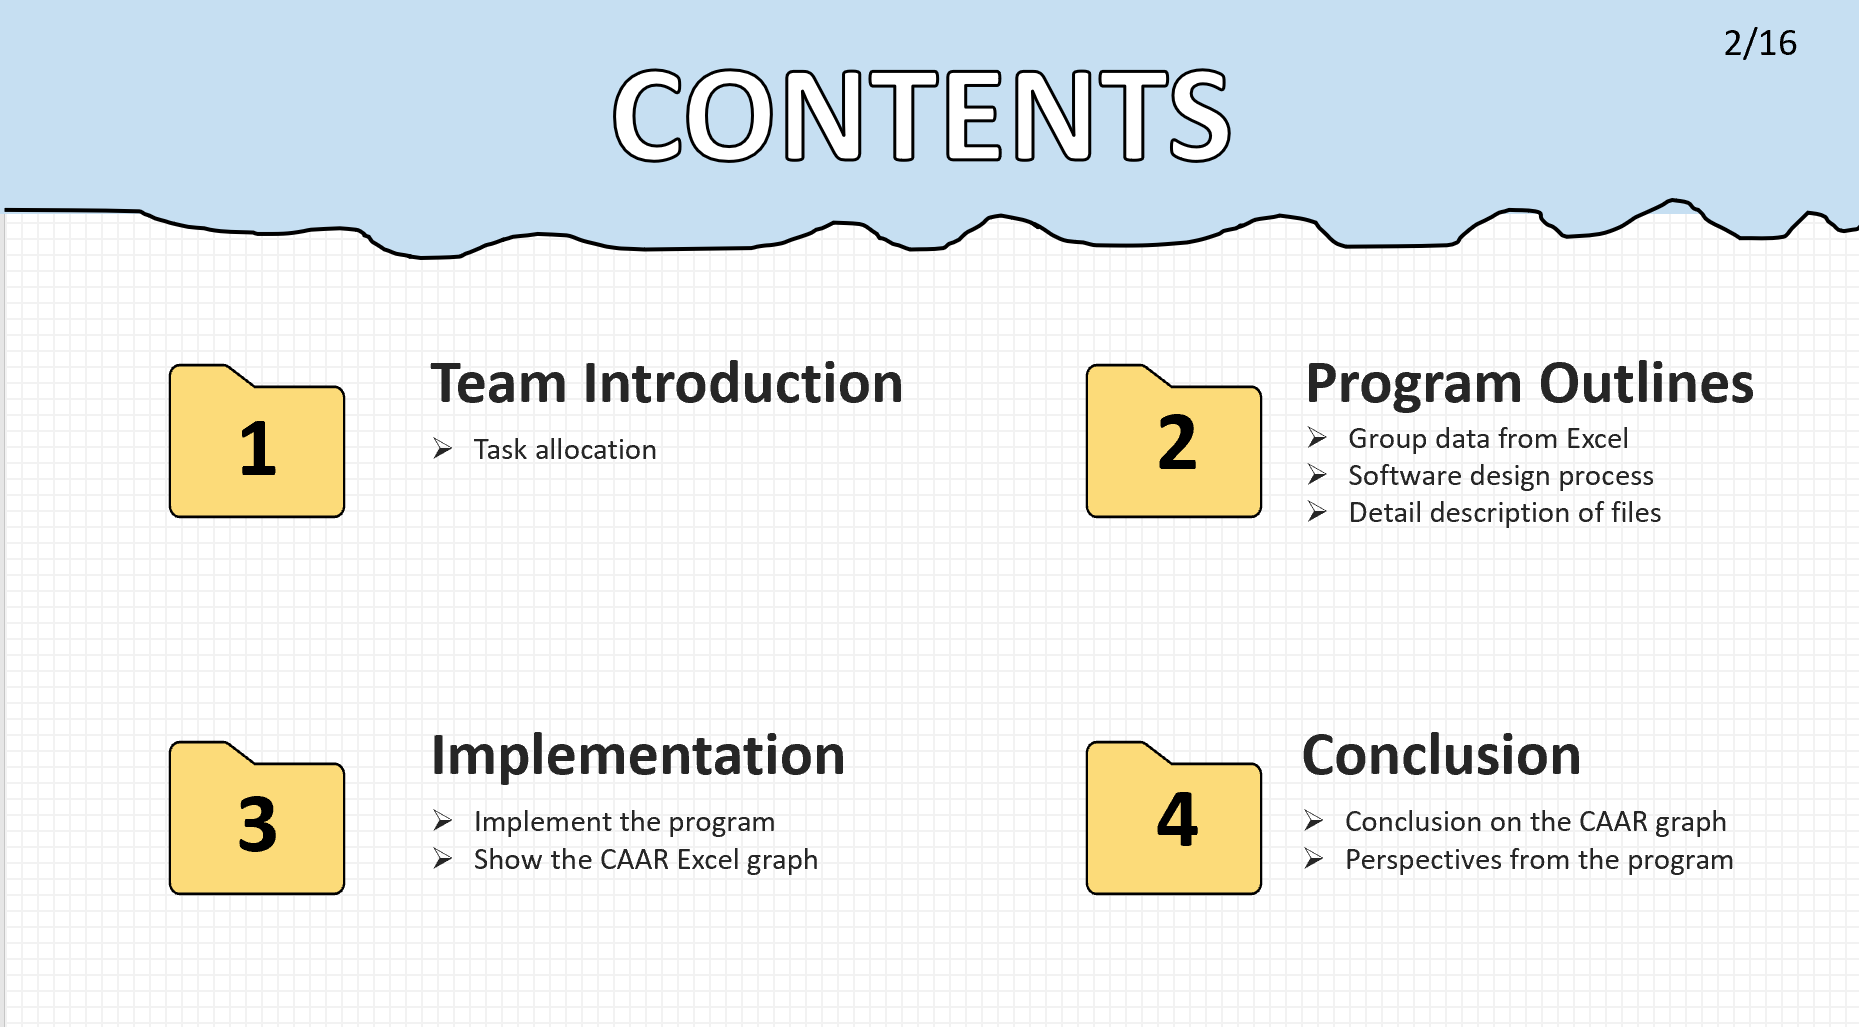 2/16
CONTENTS
1
Team Introduction
Task allocation
2
Program Outlines
Group data from Excel
Software design process
Detail description of files
3
Implementation
Implement the program
Show the CAAR Excel graph
4
Conclusion
Conclusion on the CAAR graph
Perspectives from the program